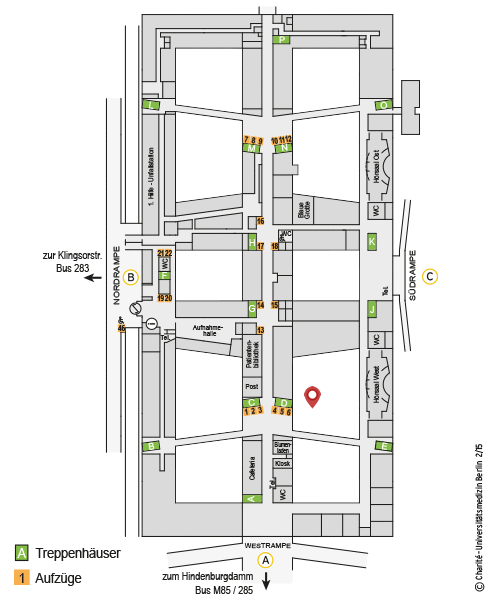 P
L
O
7 8 9
10 11 12
M
N
1. Hilfe - Unfallstation
Hörsaal Ost
Blaue
Grotte
WC
16
H
17
18
K
zur Klingsorstr.
Bus 283
NORDRAMPE
B
21 22
WC
F
19 20
SÜDRAMPE
C
Tel.
14
15
G
J
46
Tel.
Aufnahme-
halle
13
WC
Patienten-
bibliothek
Post
Hörsaal West
C
D
1 2 3
4 5 6
B
E
Blumen-
laden
Kiosk
Cafeteria
Tel.
WC
A
WESTRAMPE
A
zum Hindenburgdamm
Bus M85 / 285
A Treppenhäuser
1 Aufzüge
© Charité - Universitätsmedizin Berlin 2/15